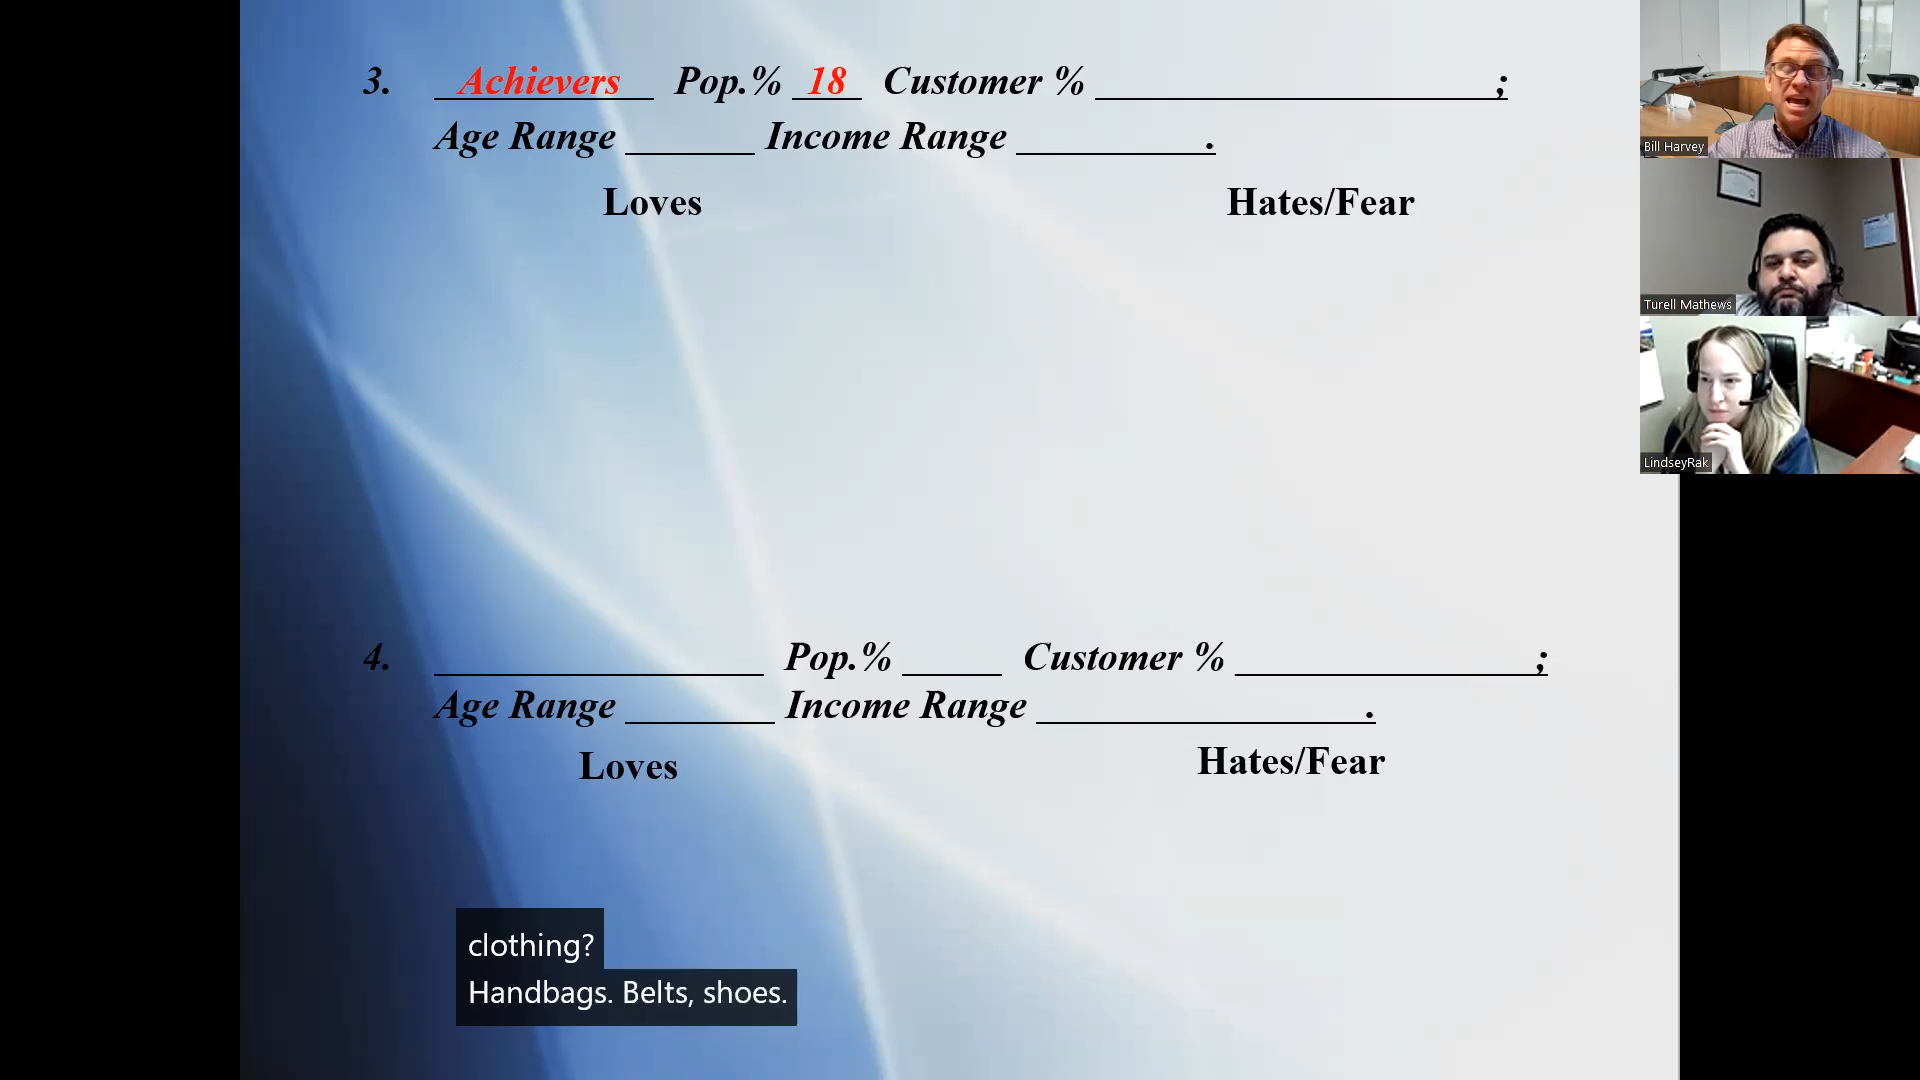 3. Achievers Pop.% 18 Customer % ;
Age Range Income Range .
Loves Hates/Fear
4. Pop.% Customer % ;
Age Range Income Range .
Loves Hates/Fear
clothing?
Handbags. Belts, shoes.
Bill Harvey
Turell Mathews
LindseyRak